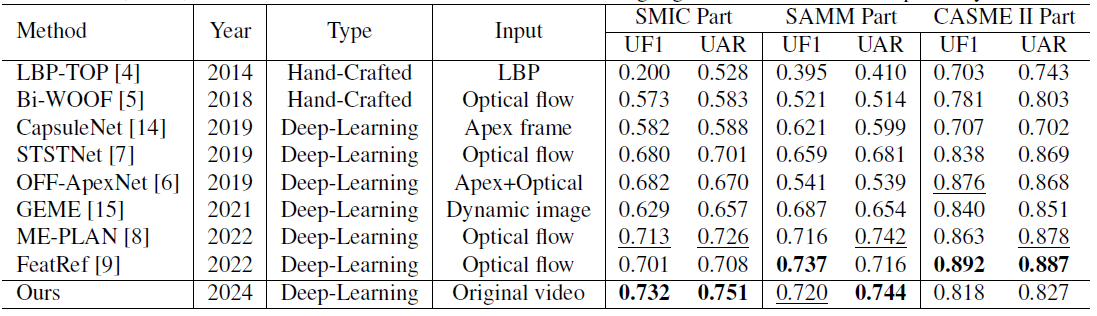 Method Year Type Input SMIC Part SAMM Part CASME II Part
UF1 UAR UF1 UAR UF1 UAR
LBP-TOP [4] 2014 Hand-Crafted LBP 0.200 0.528 0.395 0.410 0.703 0.743
Bi-WOOF [5] 2018 Hand-Crafted Optical flow 0.573 0.583 0.521 0.514 0.781 0.803
CapsuleNet [14] 2019 Deep-Learning Apex frame 0.582 0.588 0.621 0.599 0.707 0.702
STSTNet [7] 2019 Deep-Learning Optical flow 0.680 0.701 0.659 0.681 0.838 0.869
OFF-ApexNet [6] 2019 Deep-Learning Apex+Optical 0.682 0.670 0.541 0.539 0.876 0.868
GEME [15] 2021 Deep-Learning Dynamic image 0.629 0.657 0.687 0.654 0.840 0.851
ME-PLAN [8] 2022 Deep-Learning Optical flow 0.713 0.726 0.716 0.742 0.863 0.878
FeatRef [9] 2022 Deep-Learning Optical flow 0.701 0.708 0.737 0.716 0.892 0.887
Ours 2024 Deep-Learning Original video 0.732 0.751 0.720 0.744 0.818 0.827